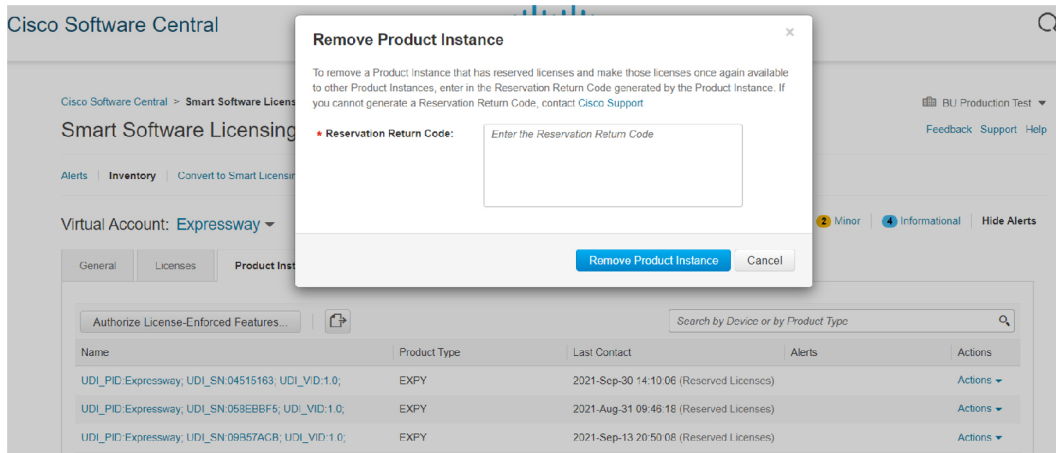 Cisco Software Central
Remove Product Instance
×
To remove a Product Instance that has reserved licenses and make those licenses once again available
to other Product Instances, enter in the Reservation Return Code generated by the Product Instance. If
you cannot generate a Reservation Return Code, contact Cisco Support
* Reservation Return Code:
Enter the Reservation Return Code
Remove Product Instance
Cancel
Cisco Software Central > Smart Software Licens
BU Production Test
Smart Software Licensing
Feedback Support Help
Alerts | Inventory | Convert to Smart Licensin
Virtual Account: Expressway
2 Minor | 4 Informational | Hide Alerts
General
Licenses
Product Inst
Authorize License-Enforced Features...
Search by Device or by Product Type
Name Product Type Last Contact Alerts Actions
UDI_PID:Expressway; UDI_SN:04515163; UDI_VID:1.0; EXPY 2021-Sep-30 14:10:06 (Reserved Licenses) Actions
UDI_PID:Expressway; UDI_SN:058EBBF5; UDI_VID:1.0; EXPY 2021-Aug-31 09:46:18 (Reserved Licenses) Actions
UDI_PID:Expressway; UDI_SN:09B57ACB; UDI_VID:1.0; EXPY 2021-Sep-13 20:50:08 (Reserved Licenses) Actions